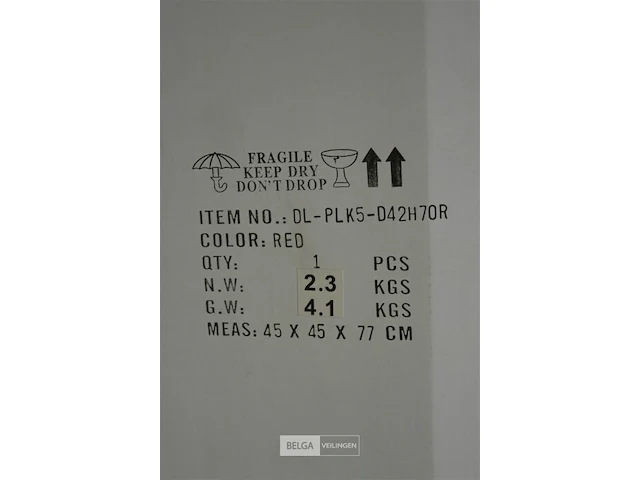 FRAGILE
KEEP DRY
DON'T DROP
ITEM NO.: DL-PLK5-D42H70R
COLOR: RED
QTY: 1 PCS
N.W: 2.3 KGS
G.W: 4.1 KGS
MEAS: 45 X 45 X 77 CM
BELGA VEILINGEN